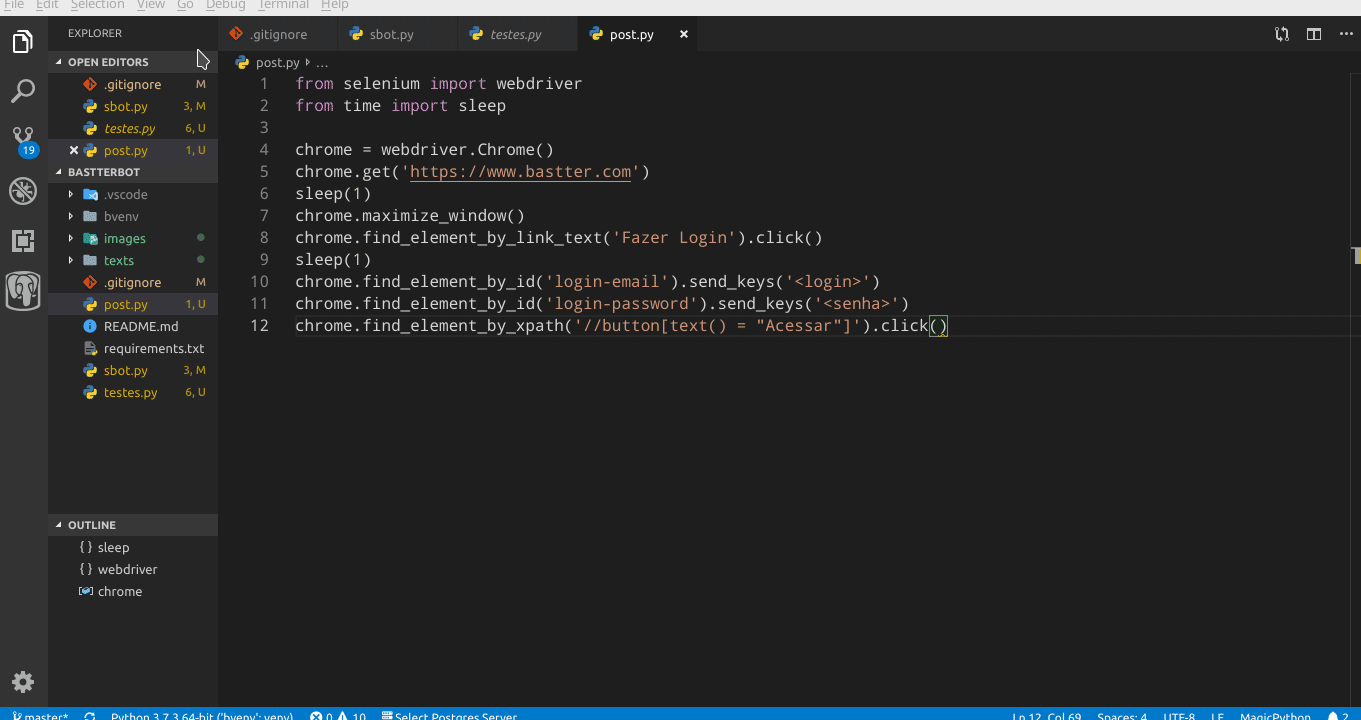 File Edit Selection View Go Debug Terminal Help
EXPLORER
.gitignore sbot.py testes.py post.py
OPEN EDITORS
.gitignore M
sbot.py 3, M
testes.py 6, U
post.py 1, U
19
BASTTERBOT
.vscode
bvenv
images
texts
.gitignore M
post.py 1, U
README.md
requirements.txt
sbot.py 3, M
testes.py 6, U
OUTLINE
{ } sleep
{ } webdriver
chrome
post.py ...
1 from selenium import webdriver
2 from time import sleep
3
4 chrome = webdriver.Chrome()
5 chrome.get('https://www.bastter.com')
6 sleep(1)
7 chrome.maximize_window()
8 chrome.find_element_by_link_text('Fazer Login').click()
9 sleep(1)
10 chrome.find_element_by_id('login-email').send_keys('<login>')
11 chrome.find_element_by_id('login-password').send_keys('<senha>')
12 chrome.find_element_by_xpath('//button[text() = "Acessar"]').click()
master* Python 3.7.3 64-bit ('bvenv': venv) 0 10 Select Postgres Server Ln 12, Col 69 Spaces: 4 UTF-8 LF MagicPython 2